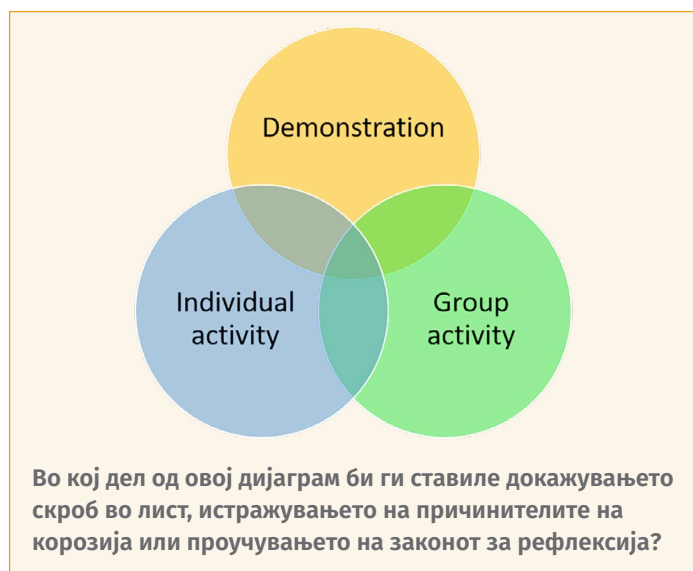 Demonstration
Individual
activity
Group
activity
Во кој дел од овој дијаграм би ги ставиле докажувањето
скроб во лист, истражувањето на причинителите на
корозија или проучувањето на законот за рефлексија?